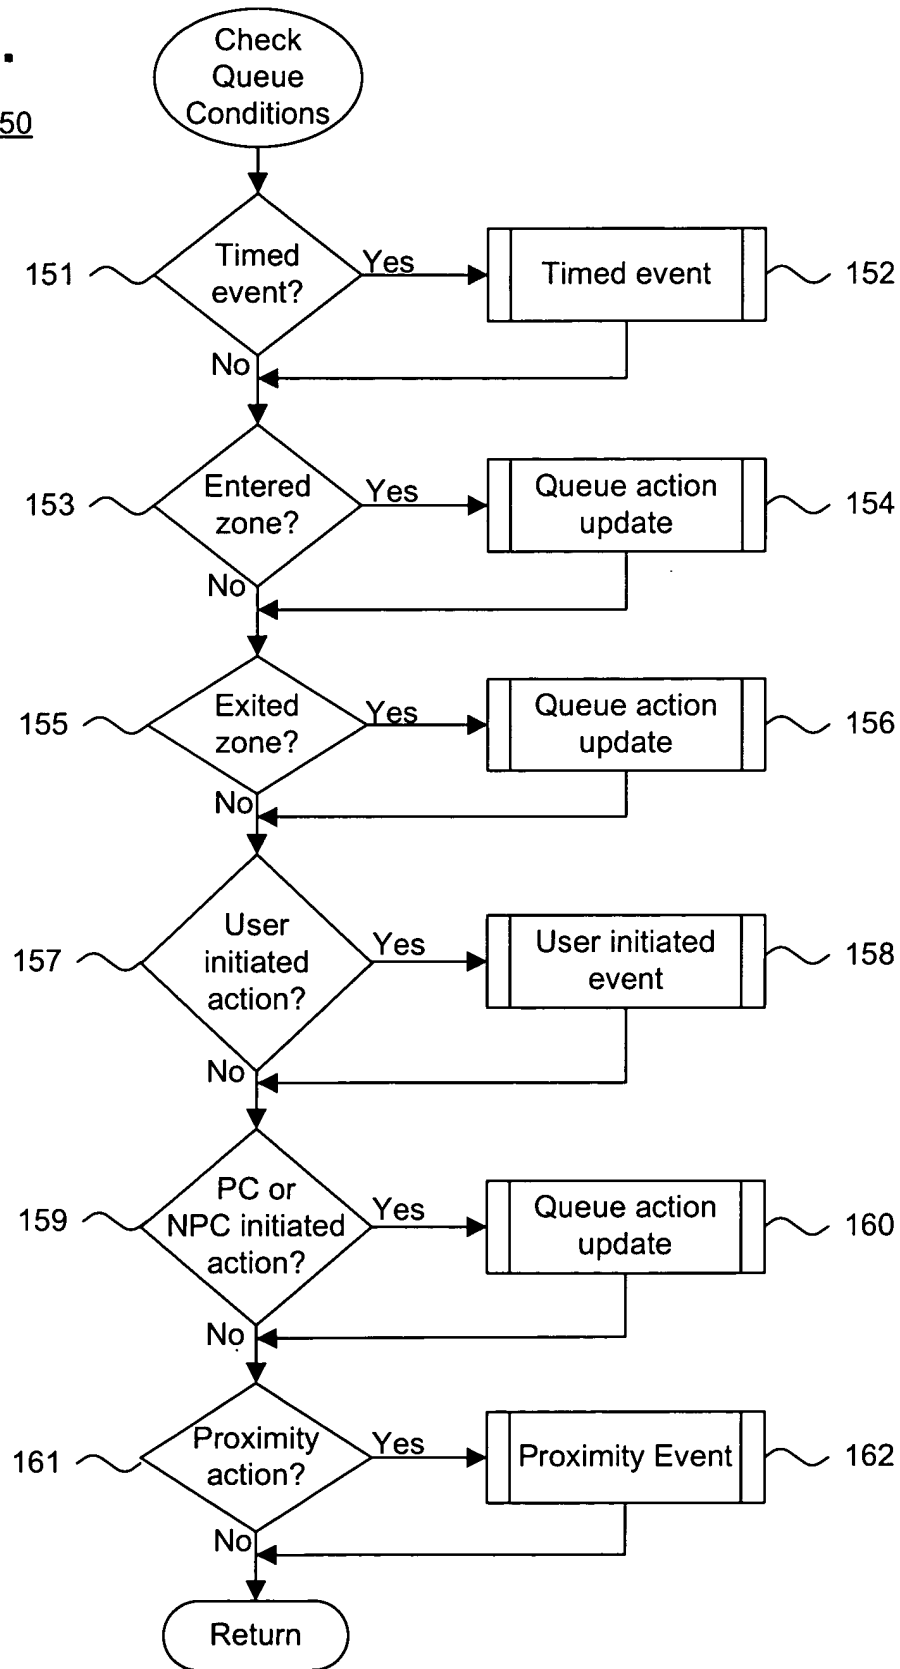 Check
Queue
Conditions
50
Timed
event?
151
Yes
Timed event
152
No
Entered
zone?
153
Yes
Queue action
update
154
No
Exited
zone?
155
Yes
Queue action
update
156
No
User
initiated
action?
157
Yes
User initiated
event
158
No
PC or
NPC initiated
action?
159
Yes
Queue action
update
160
No
Proximity
action?
161
Yes
Proximity Event
162
No
Return